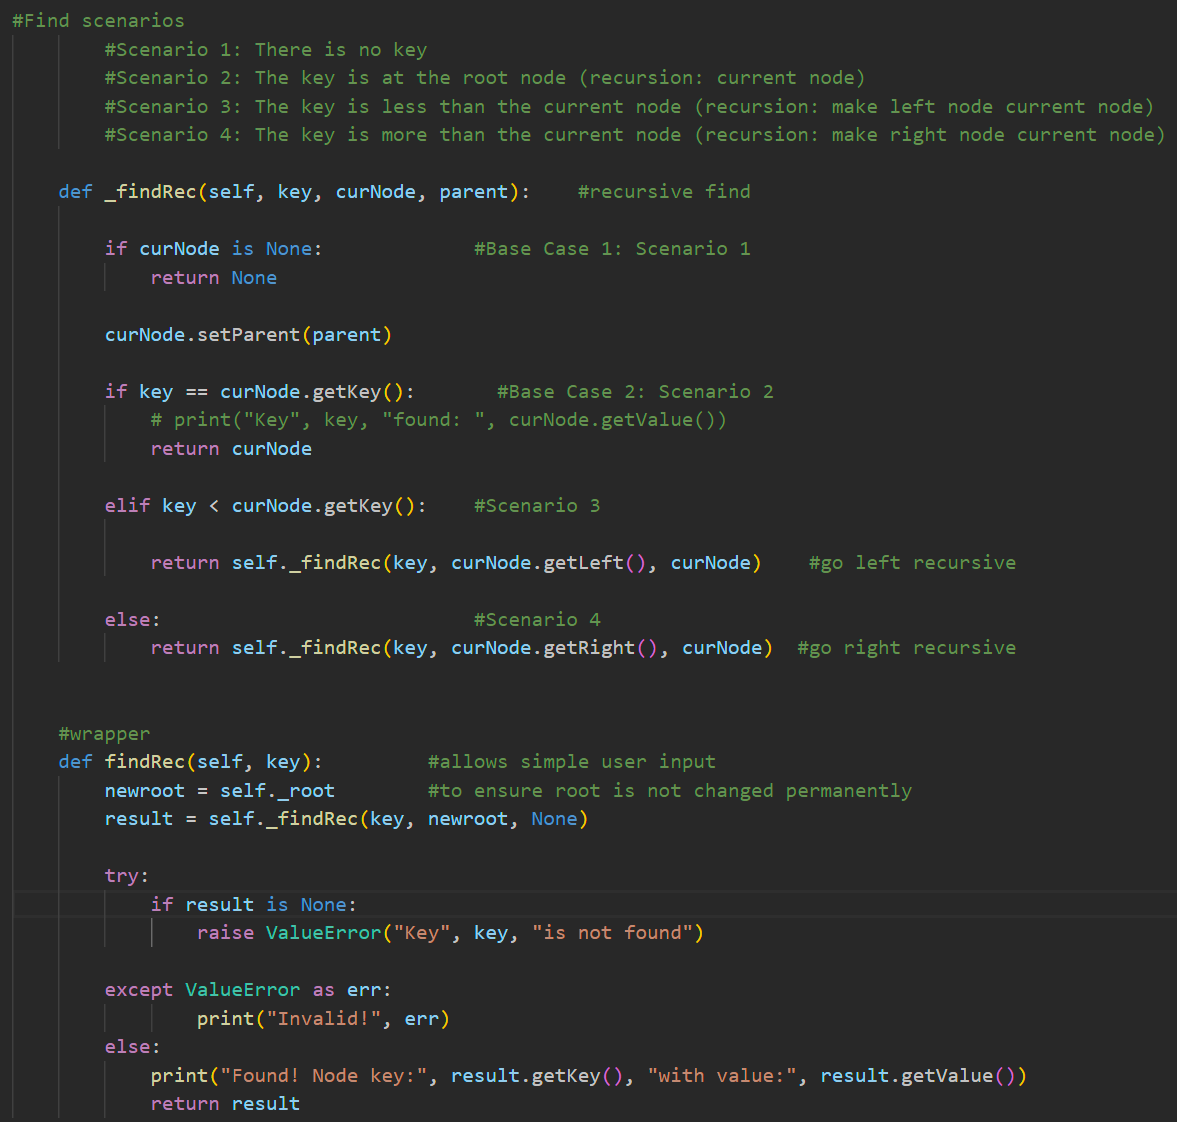 #Find scenarios
#Scenario 1: There is no key
#Scenario 2: The key is at the root node (recursion: current node)
#Scenario 3: The key is less than the current node (recursion: make left node current node)
#Scenario 4: The key is more than the current node (recursion: make right node current node)
def _findRec(self, key, curNode, parent):    #recursive find
if curNode is None:             #Base Case 1: Scenario 1
return None
curNode.setParent(parent)
if key == curNode.getKey():       #Base Case 2: Scenario 2
# print("Key", key, "found: ", curNode.getValue())
return curNode
elif key < curNode.getKey():    #Scenario 3
return self._findRec(key, curNode.getLeft(), curNode)    #go left recursive
else:                           #Scenario 4
return self._findRec(key, curNode.getRight(), curNode)  #go right recursive
#wrapper
def findRec(self, key):         #allows simple user input
newroot = self._root        #to ensure root is not changed permanently
result = self._findRec(key, newroot, None)
try:
if result is None:
raise ValueError("Key", key, "is not found")
except ValueError as err:
print("Invalid!", err)
else:
print("Found! Node key:", result.getKey(), "with value:", result.getValue())
return result